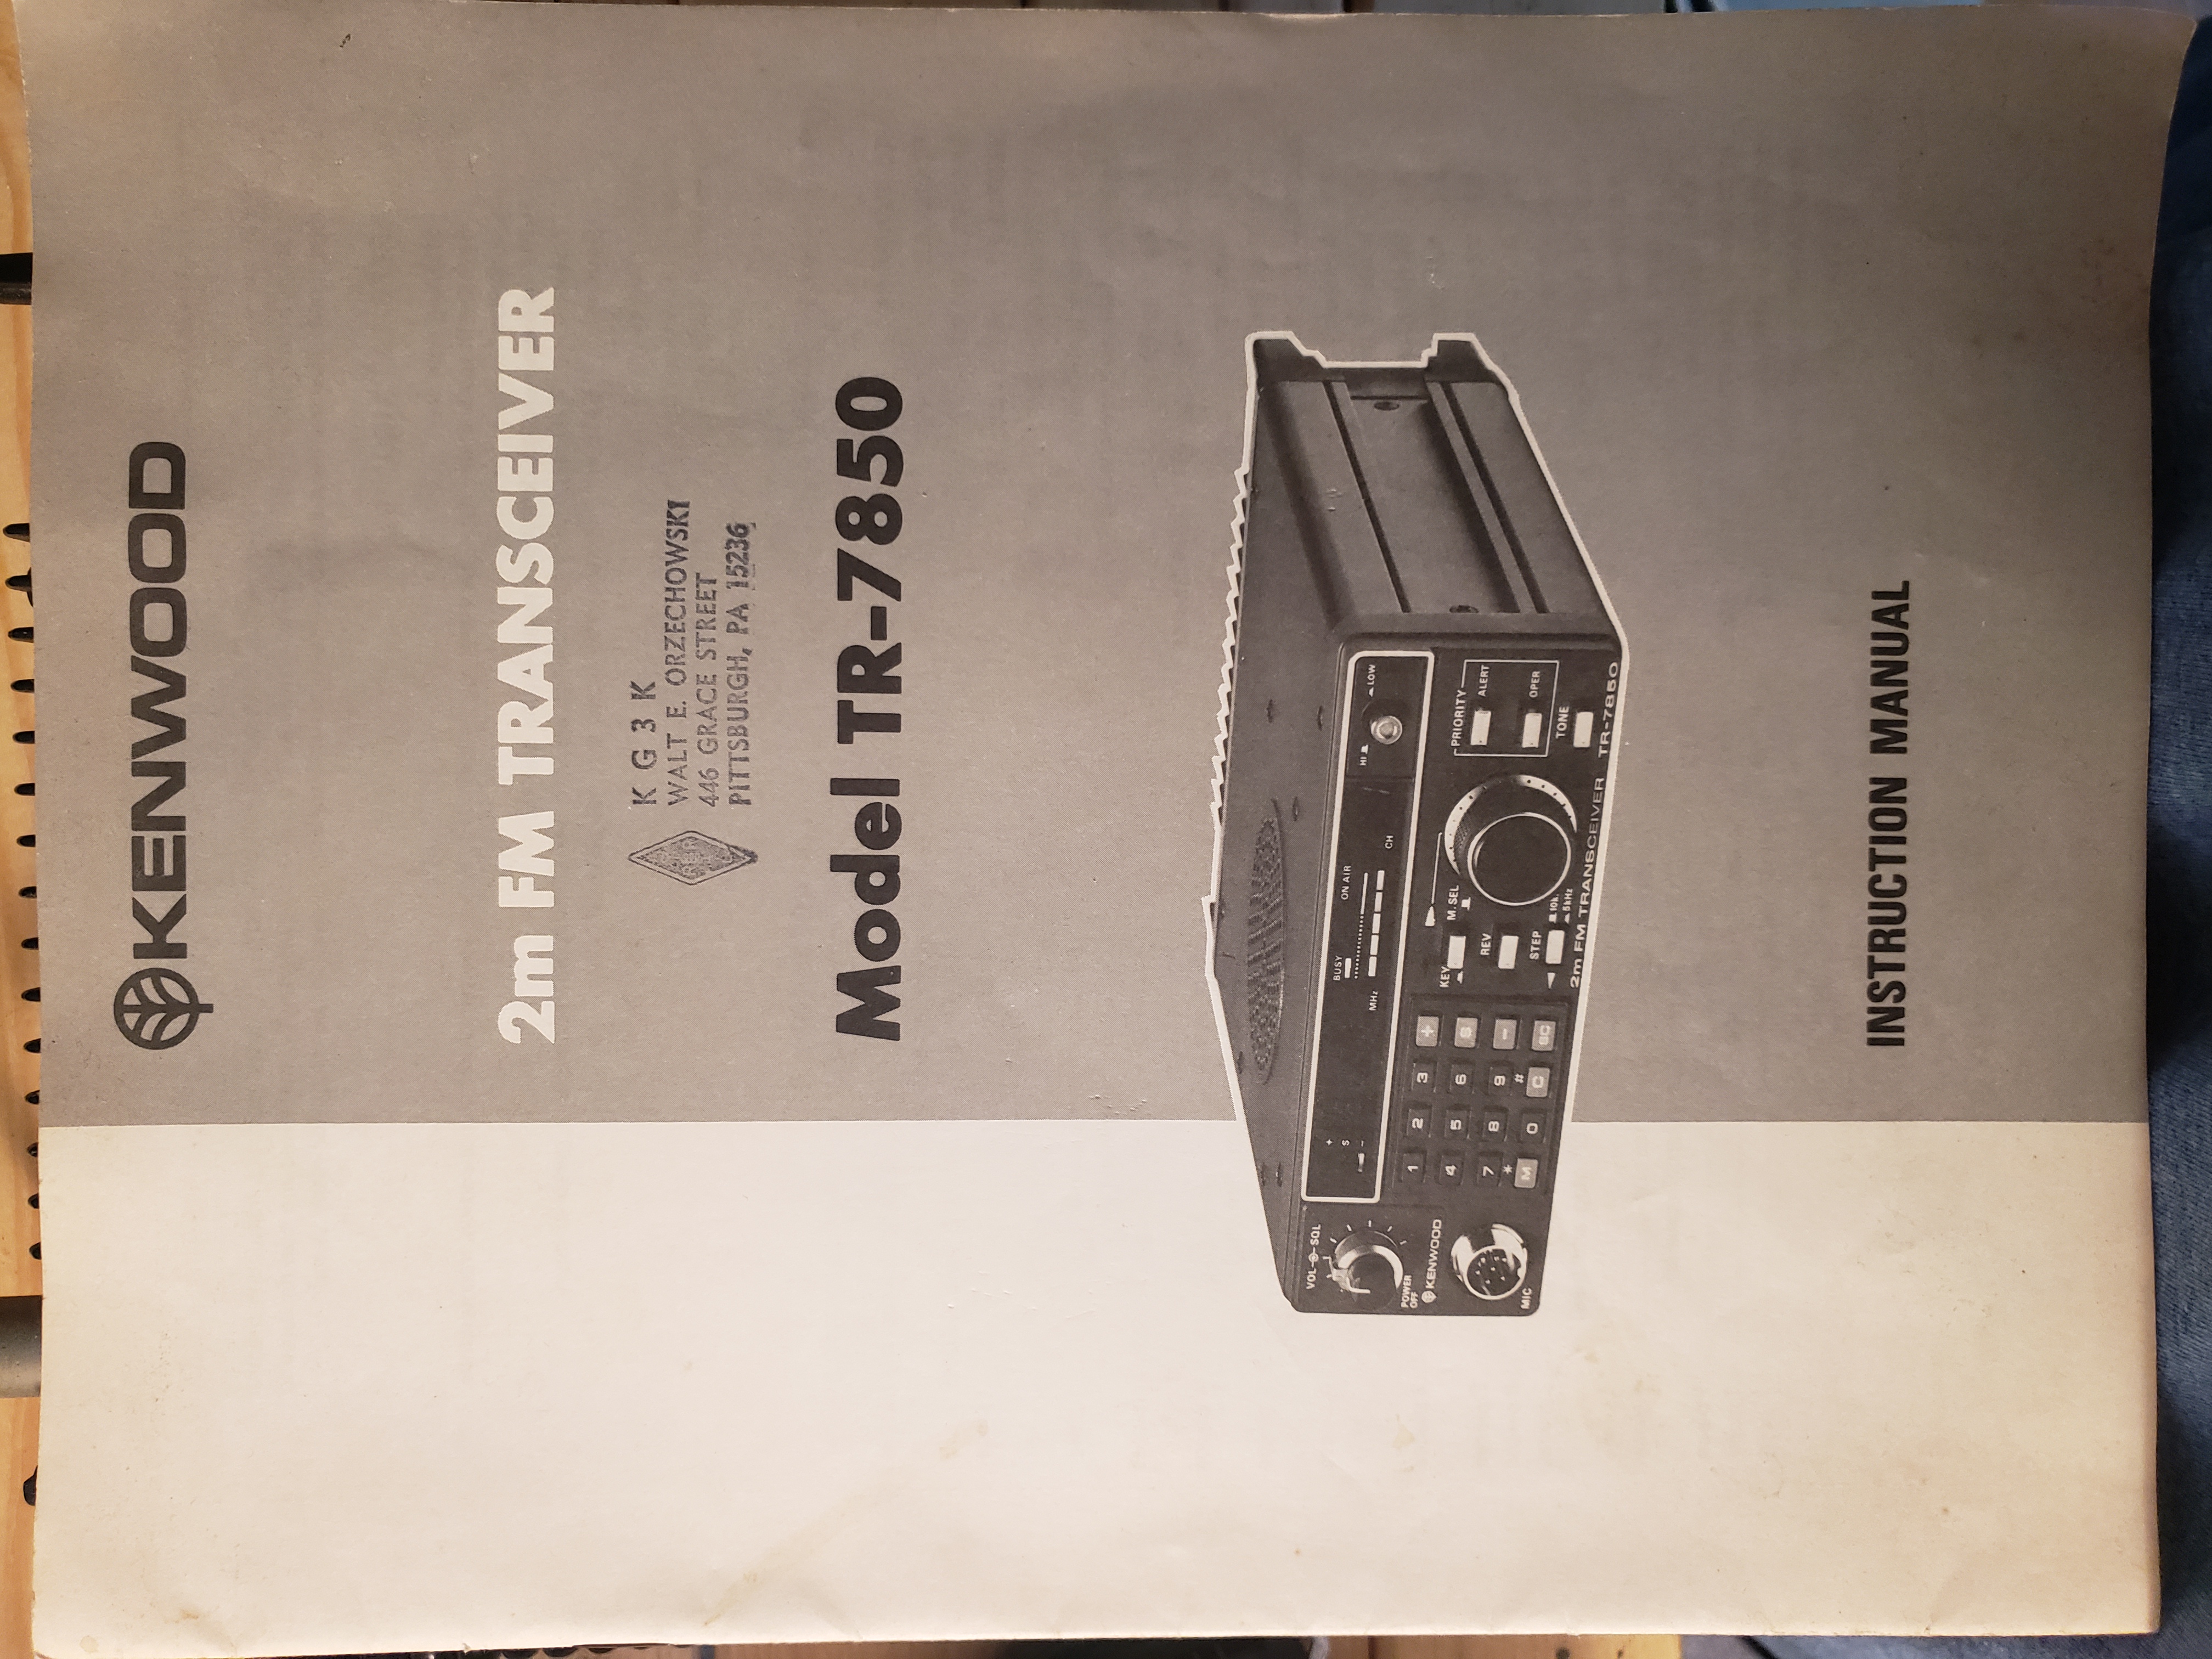 KENWOOD
2m FM TRANSCEIVER
K G 3 K
WALT E. ORZECHOWSKI
446 GRACE STREET
PITTSBURGH, PA 15236
Model TR-7850
VOL SQL
POWER
OFF
KENWOOD
MIC
+
S
-
BUSY
ON AIR
MHz
CH
HI
LOW
1 2 3 +
4 5 6 S
7 8 9 -
* #
M 0 C SC
KEY
M.SEL
REV
STEP
10k
5kHz
PRIORITY
ALERT
OPER
TONE
2m FM TRANSCEIVER TR-7850
INSTRUCTION MANUAL